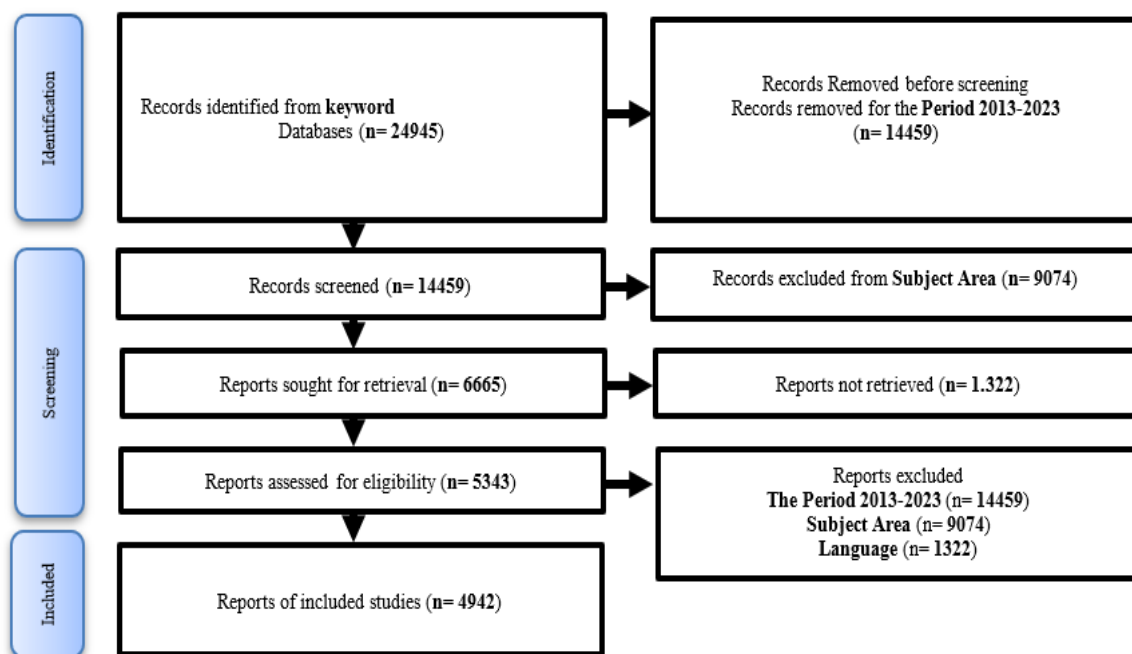 Identification
Records identified from keyword
Databases (n= 24945)
Records Removed before screening
Records removed for the Period 2013-2023
(n= 14459)
Screening
Records screened (n= 14459)
Records excluded from Subject Area (n= 9074)
Reports sought for retrieval (n= 6665)
Reports not retrieved (n= 1.322)
Reports assessed for eligibility (n= 5343)
Reports excluded
The Period 2013-2023 (n= 14459)
Subject Area (n= 9074)
Language (n= 1322)
Included
Reports of included studies (n= 4942)